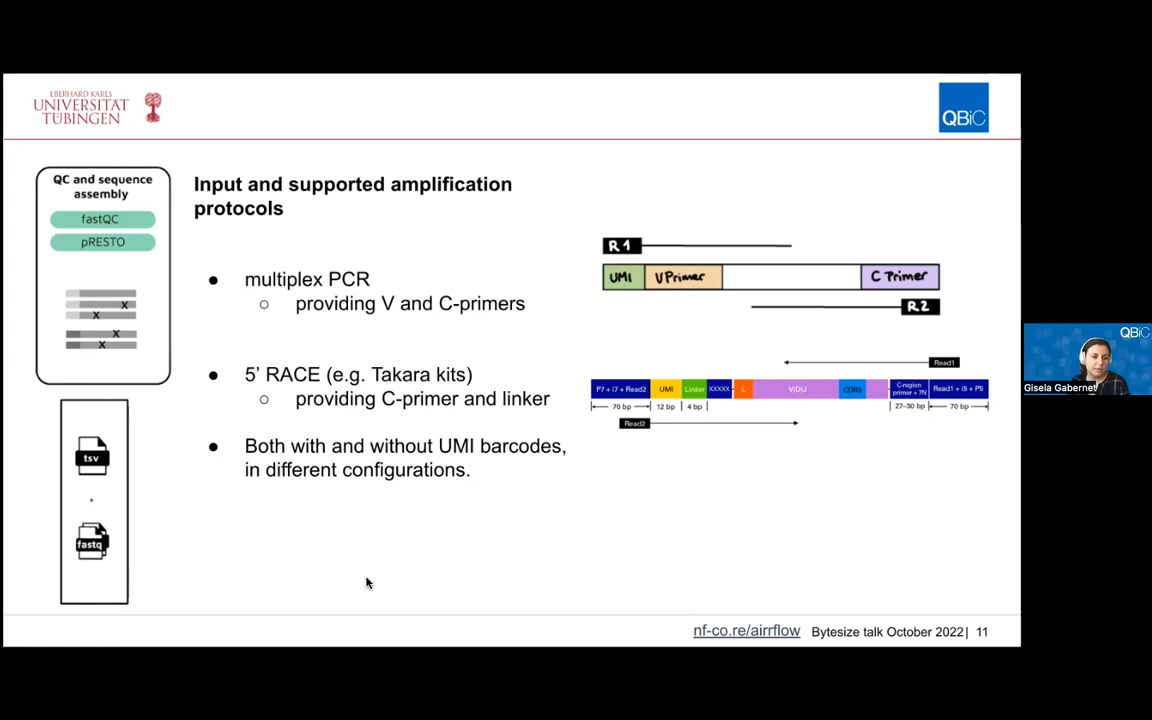 EBERHARD KARLS
UNIVERSITÄT
TÜBINGEN
QBiC
QC and sequence
assembly
fastQC
pRESTO
x
x
x
x
tsv
+
fastq
Input and supported amplification
protocols
● multiplex PCR
○ providing V and C-primers
● 5’ RACE (e.g. Takara kits)
○ providing C-primer and linker
● Both with and without UMI barcodes,
in different configurations.
R1
UMI VPrimer C Primer
R2
Read1
P7 + i7 + Read2 UMI Linker XXXXX L V(D)J CDR3 C-region primer + 7N Read1 + i5 + P5
70 bp 12 bp 4 bp 27–30 bp 70 bp
Read2
nf-co.re/airrflow Bytesize talk October 2022| 11
QBiC
Gisela Gabernet